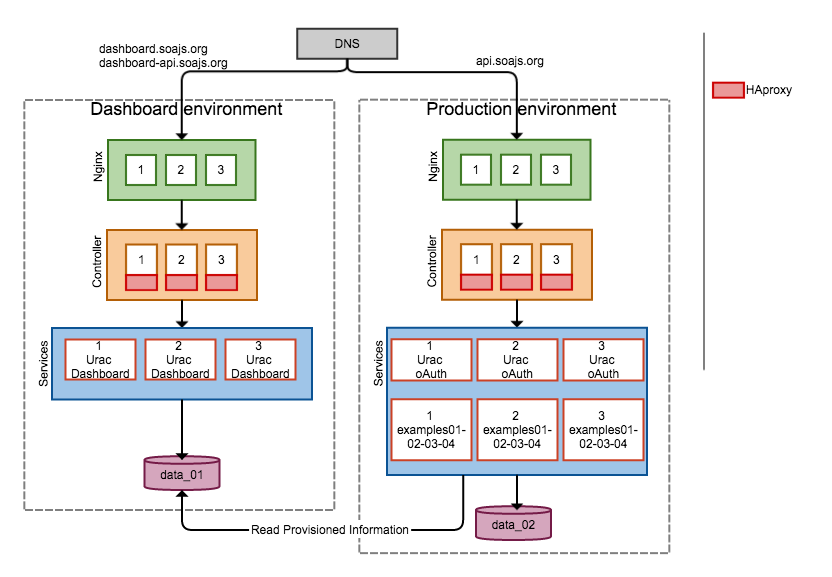 DNS
dashboard.soajs.org
dashboard-api.soajs.org
api.soajs.org
HAproxy
Dashboard environment
Nginx
1 2 3
Controller
1 2 3
Services
1
Urac
Dashboard
2
Urac
Dashboard
3
Urac
Dashboard
data_01
Production environment
Nginx
1 2 3
Controller
1 2 3
Services
1
Urac
oAuth
2
Urac
oAuth
3
Urac
oAuth
1
examples01-
02-03-04
2
examples01-
02-03-04
3
examples01-
02-03-04
data_02
Read Provisioned Information